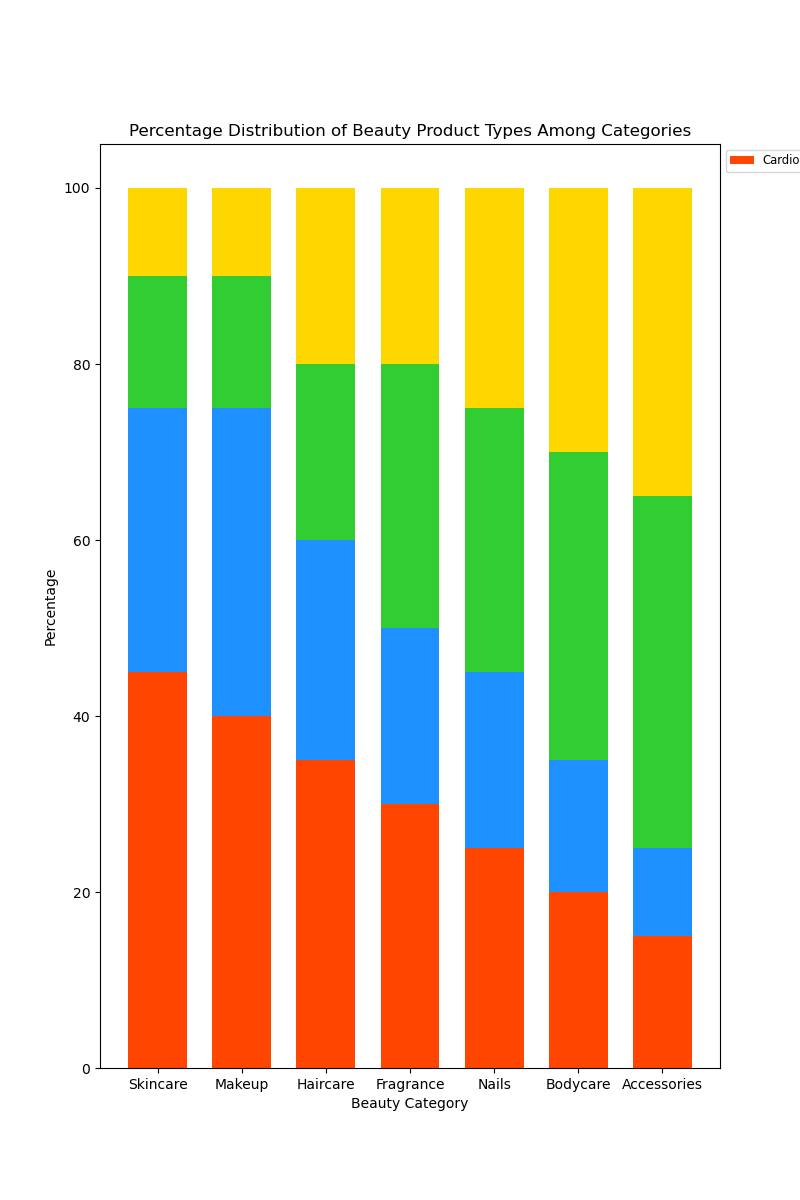 Percentage Distribution of Beauty Product Types Among Categories
Cardio
100
80
60
40
20
0
Percentage
Skincare Makeup Haircare Fragrance Nails Bodycare Accessories
Beauty Category